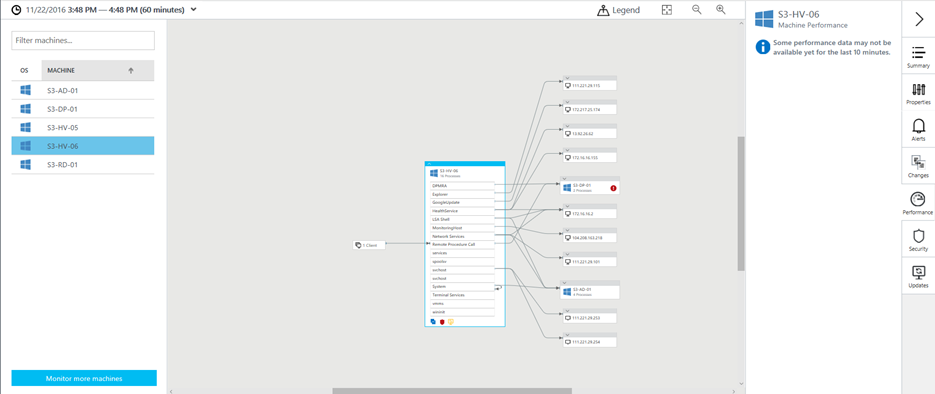 11/22/2016 3:48 PM — 4:48 PM (60 minutes)
Legend
Filter machines...
OS MACHINE
S3-AD-01
S3-DP-01
S3-HV-05
S3-HV-06
S3-RD-01
Monitor more machines
1 Client
S3-HV-06
16 Processes
DPMRA
Explorer
GoogleUpdate
HealthService
LSA Shell
MonitoringHost
Network Services
Remote Procedure Call
services
spoolsv
svchost
svchost
System
Terminal Services
vmms
wininit
111.221.29.115
172.217.25.174
13.92.26.62
172.16.16.153
S3-DP-01
2 Processes
172.16.16.2
104.208.163.218
111.221.29.101
S3-AD-01
5 Processes
111.221.29.253
111.221.29.254
S3-HV-06
Machine Performance
Some performance data may not be
available yet for the last 10 minutes.
Summary
Properties
Alerts
Changes
Performance
Security
Updates